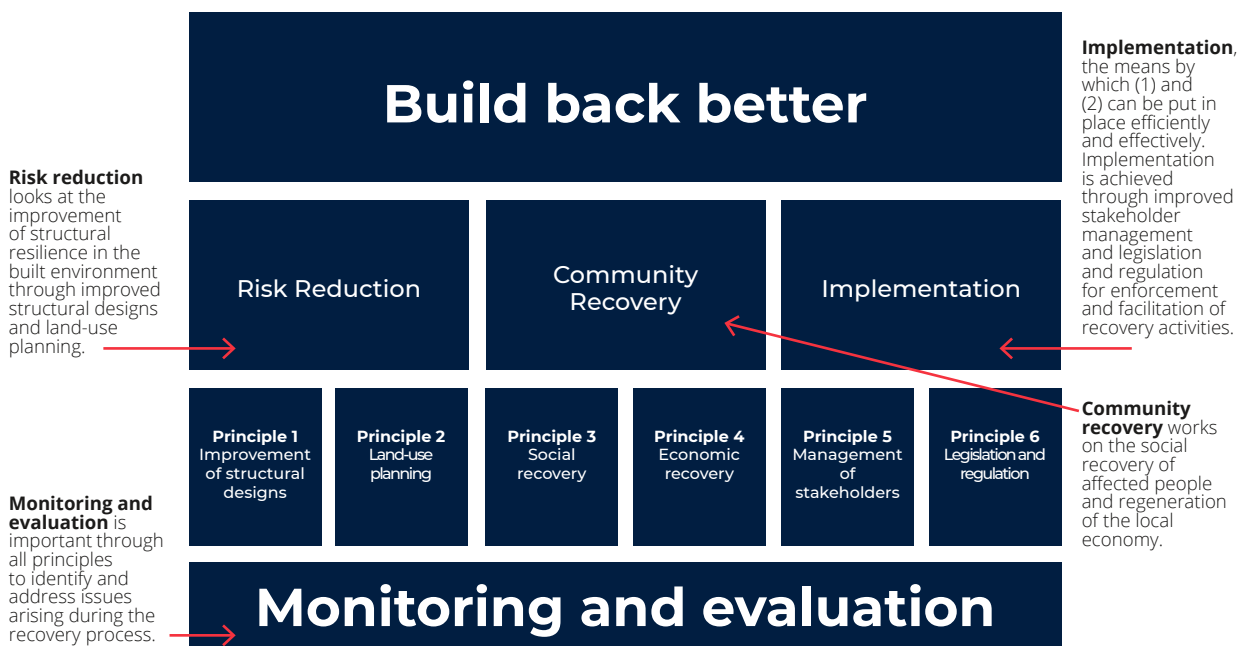 Build back better
Implementation,
the means by
which (1) and
(2) can be put in
place efficiently
and effectively.
Implementation
is achieved
through improved
stakeholder
management
and legislation
and regulation
for enforcement
and facilitation of
recovery activities.
Risk reduction
looks at the
improvement
of structural
resilience in the
built environment
through improved
structural designs
and land-use
planning.
Risk Reduction
Community
Recovery
Implementation
Principle 1
Improvement
of structural
designs
Principle 2
Land-use
planning
Principle 3
Social
recovery
Principle 4
Economic
recovery
Principle 5
Management
of
stakeholders
Principle 6
Legislation and
regulation
Community
recovery works
on the social
recovery of
affected people
and regeneration
of the local
economy.
Monitoring and
evaluation is
important through
all principles
to identify and
address issues
arising during the
recovery process.
Monitoring and evaluation